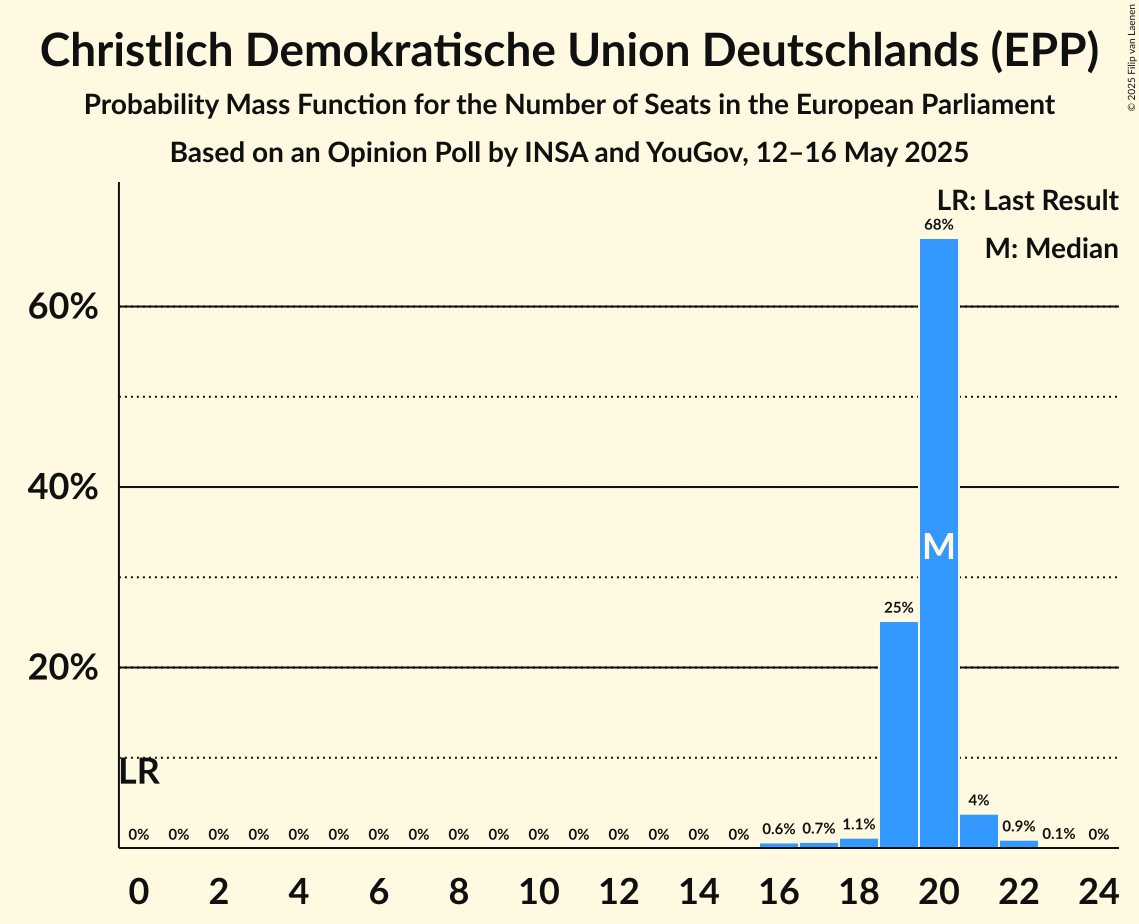 Christlich Demokratische Union Deutschlands (EPP)
Probability Mass Function for the Number of Seats in the European Parliament
Based on an Opinion Poll by INSA and YouGov, 12–16 May 2025
© 2025 Filip van Laenen
LR: Last Result
M: Median
68%
60%
40%
M
25%
20%
LR
4%
0% 0% 0% 0% 0% 0% 0% 0% 0% 0% 0% 0% 0% 0% 0% 0% 0.6% 0.7% 1.1% 0.9% 0.1% 0%
0 2 4 6 8 10 12 14 16 18 20 22 24